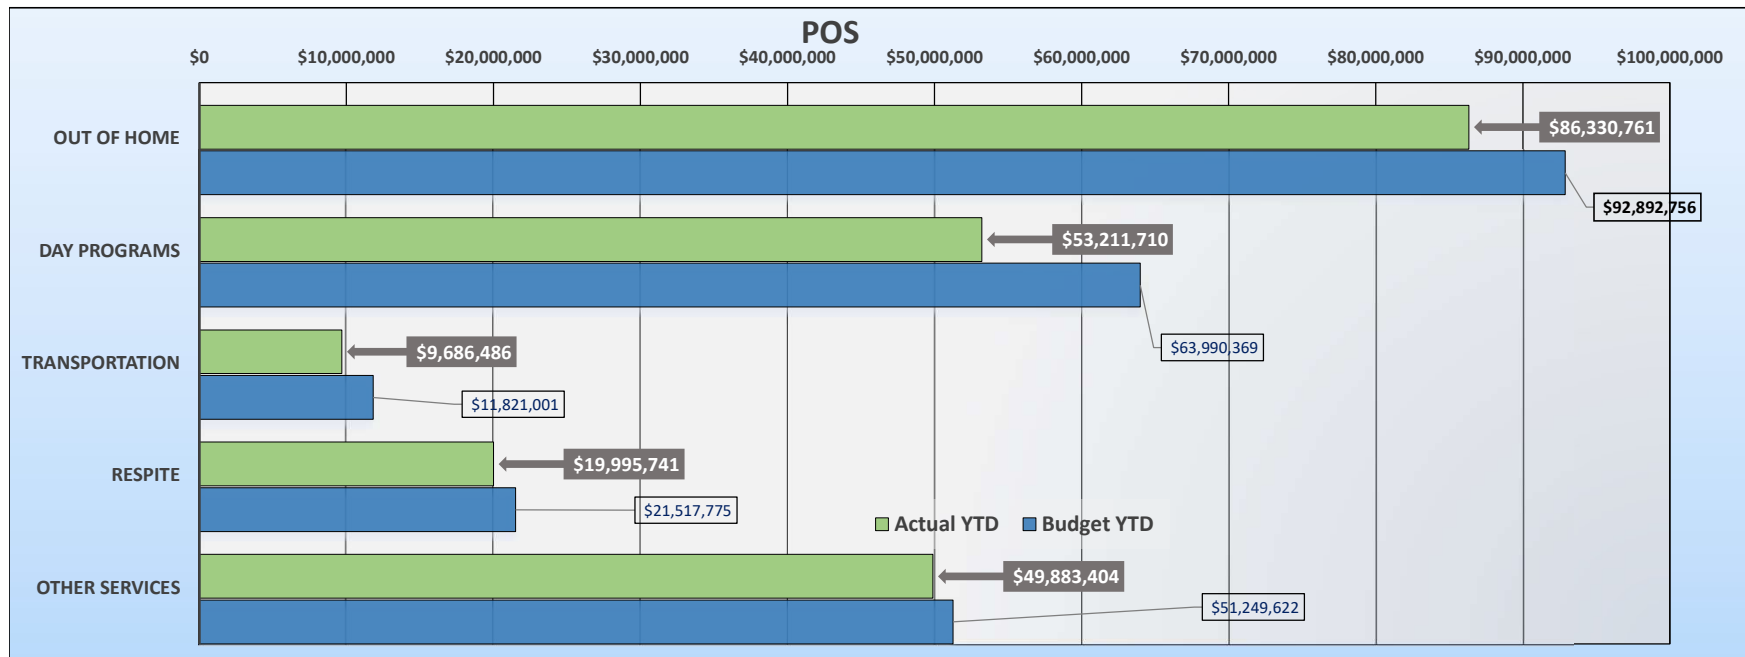 POS
$0 $10,000,000 $20,000,000 $30,000,000 $40,000,000 $50,000,000 $60,000,000 $70,000,000 $80,000,000 $90,000,000 $100,000,000
OUT OF HOME
$86,330,761
$92,892,756
DAY PROGRAMS
$53,211,710
$63,990,369
TRANSPORTATION
$9,686,486
$11,821,001
RESPITE
$19,995,741
$21,517,775
Actual YTD Budget YTD
OTHER SERVICES
$49,883,404
$51,249,622